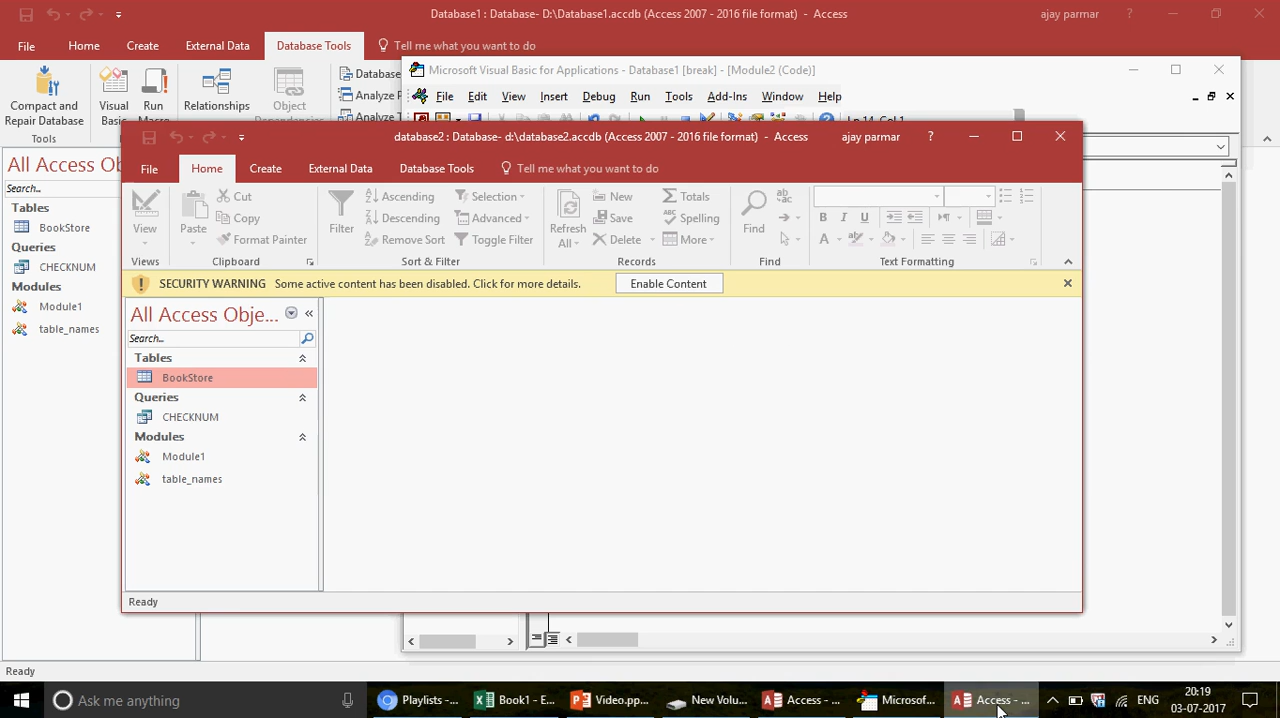 Database1 : Database- D:\Database1.accdb (Access 2007 - 2016 file format) - Access
ajay parmar
?
File Home Create External Data Database Tools Tell me what you want to do
Compact and Repair Database
Visual Basic
Run
Relationships
Object
Tools
Microsoft Visual Basic for Applications - Database1 [break] - [Module2 (Code)]
File Edit View Insert Debug Run Tools Add-Ins Window Help
Ln 14, Col 1
All Access
Search...
Tables
BookStore
Queries
CHECKNUM
Modules
Module1
table_names
Ready
database2 : Database- d:\database2.accdb (Access 2007 - 2016 file format) - Access
ajay parmar
?
File Home Create External Data Database Tools Tell me what you want to do
View
Paste
Cut
Copy
Format Painter
Filter
Ascending
Descending
Remove Sort
Selection
Advanced
Toggle Filter
Refresh All
New
Save
Delete
Totals
Spelling
More
Find
B I U
A
Views Clipboard Sort & Filter Records Find Text Formatting
SECURITY WARNING Some active content has been disabled. Click for more details. Enable Content
All Access Obje...
Search...
Tables
BookStore
Queries
CHECKNUM
Modules
Module1
table_names
Ready
Ask me anything
Playlists -...
Book1 - E...
Video.pp...
New Volu...
Access - ...
Microsof...
Access - ...
ENG
20:19
03-07-2017